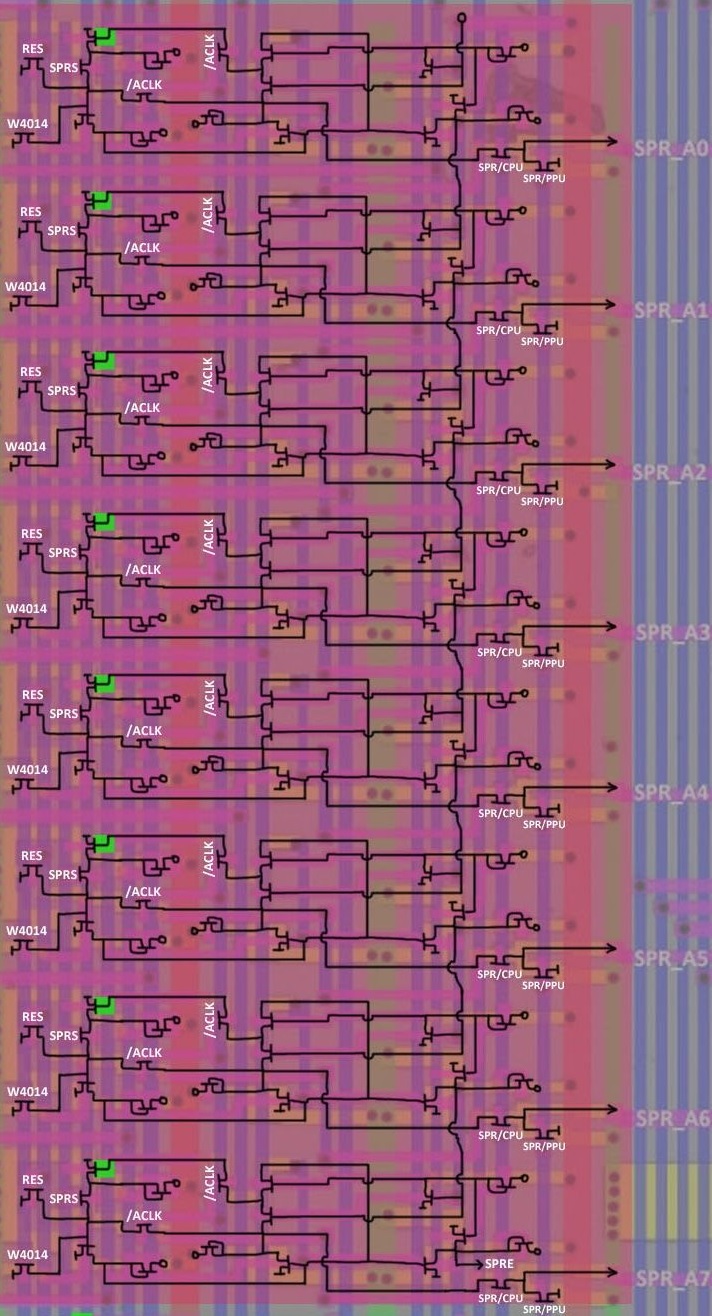 RES
/ACLK
SPRS
/ACLK
W4014
SPR_A0
SPR/CPU
SPR/PPU
/ACLK
RES
SPRS
/ACLK
W4014
SPR_A1
SPR/CPU
SPR/PPU
/ACLK
RES
SPRS
/ACLK
W4014
SPR_A2
SPR/CPU
SPR/PPU
/ACLK
RES
SPRS
/ACLK
W4014
SPR_A3
SPR/CPU
SPR/PPU
/ACLK
RES
SPRS
/ACLK
W4014
SPR_A4
SPR/CPU
SPR/PPU
/ACLK
RES
SPRS
/ACLK
W4014
SPR_A5
SPR/CPU
SPR/PPU
/ACLK
RES
SPRS
/ACLK
W4014
SPR_A6
SPR/CPU
SPR/PPU
/ACLK
RES
SPRS
/ACLK
W4014
SPRE
SPR_A7
SPR/CPU
SPR/PPU